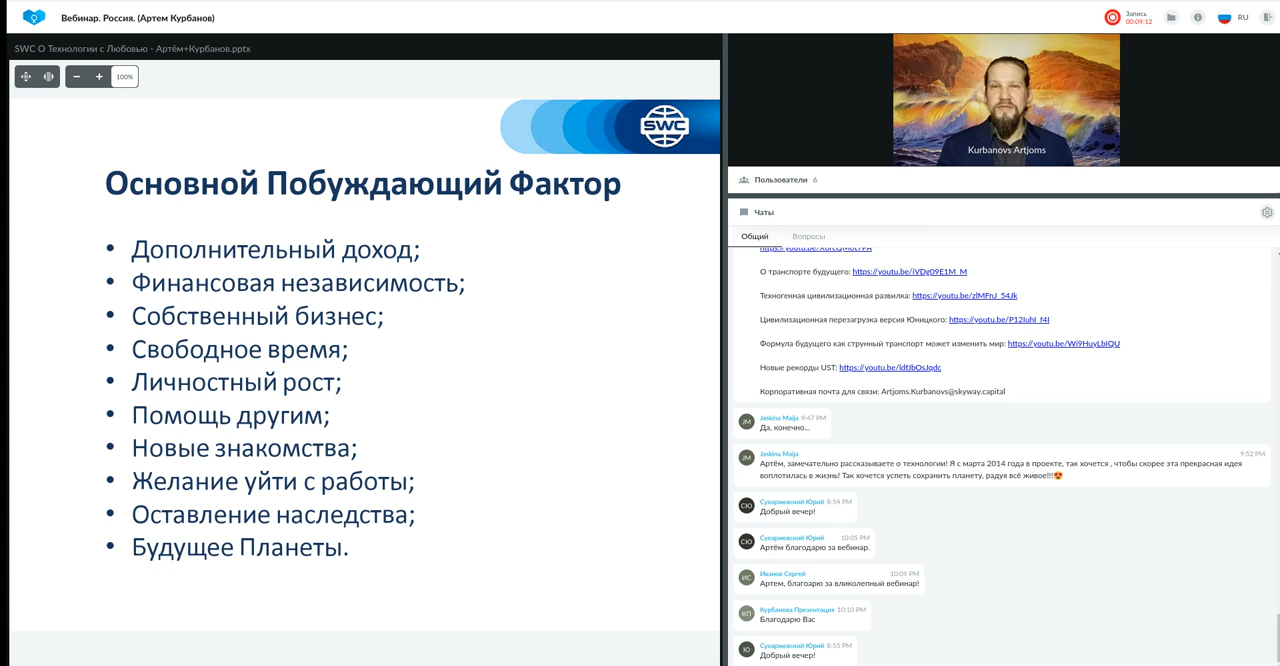 Вебинар. Россия. (Артем Курбанов)
Запись
00:09:12
RU
SWC О Технологии с Любовью - Артём+Курбанов.pptx
100%
SWC
Основной Побуждающий Фактор
• Дополнительный доход;
• Финансовая независимость;
• Собственный бизнес;
• Свободное время;
• Личностный рост;
• Помощь другим;
• Новые знакомства;
• Желание уйти с работы;
• Оставление наследства;
• Будущее Планеты.
Kurbanovs Artjoms
Пользователи 6
Чаты
Общий Вопросы
О транспорте будущего: https://youtu.be/iVDg09E1M_M
Техногенная цивилизационная развилка: https://youtu.be/zlMFnJ_54Jk
Цивилизационная перезагрузка версия Юницкого: https://youtu.be/P12IuhI_f4I
Формула будущего как струнный транспорт может изменить мир: https://youtu.be/Wi9HuyLbIQU
Новые рекорды UST: https://youtu.be/ldfJbOsJqdc
Корпоративная почта для связи: Artjoms.Kurbanovs@skyway.capital
JM
Jaskina Maija 9:47 PM
Да, конечно...
JM
Jaskina Maija 9:52 PM
Артём, замечательно рассказываете о технологии! Я с марта 2014 года в проекте, так хочется , чтобы скорее эта прекрасная идея
воплотилась в жизнь! Так хочется успеть сохранить планету, радуя всё живое!!!😍
СЮ
Сухаржевский Юрий 8:54 PM
Добрый вечер!
СЮ
Сухаржевский Юрий 10:05 PM
Артём благодарю за вебинар.
ИС
Иванов Сергей 10:09 PM
Артем, благоарю за вликолепный вебинар!
КП
Курбанова Презентация 10:10 PM
Благодарю Вас
Ю
Сухаржевский Юрий 8:55 PM
Добрый вечер!